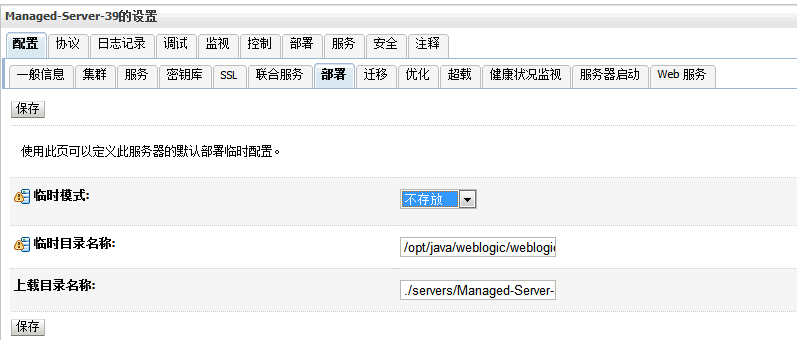 Managed-Server-39的设置
配置 协议 日志记录 调试 监视 控制 部署 服务 安全 注释
一般信息 集群 服务 密钥库 SSL 联合服务 部署 迁移 优化 超载 健康状况监视 服务器启动 Web 服务
保存
使用此页可以定义此服务器的默认部署临时配置。
临时模式: 不存放
临时目录名称: /opt/java/weblogic/weblogic
上载目录名称: ./servers/Managed-Server-
保存